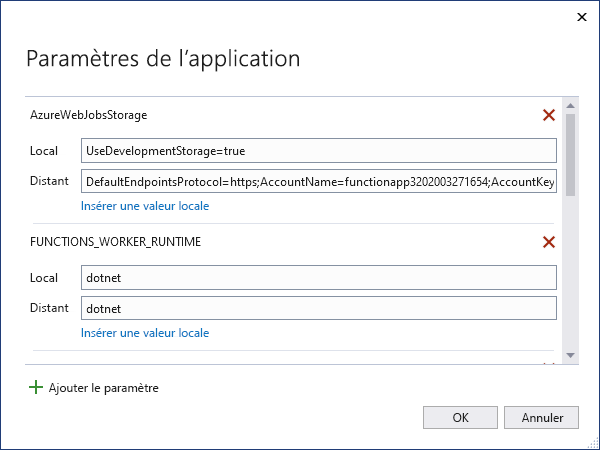 Paramètres de l’application
AzureWebJobsStorage
Local UseDevelopmentStorage=true
Distant DefaultEndpointsProtocol=https;AccountName=functionapp3202003271654;AccountKey
Insérer une valeur locale
FUNCTIONS_WORKER_RUNTIME
Local dotnet
Distant dotnet
Insérer une valeur locale
Ajouter le paramètre
OK Annuler